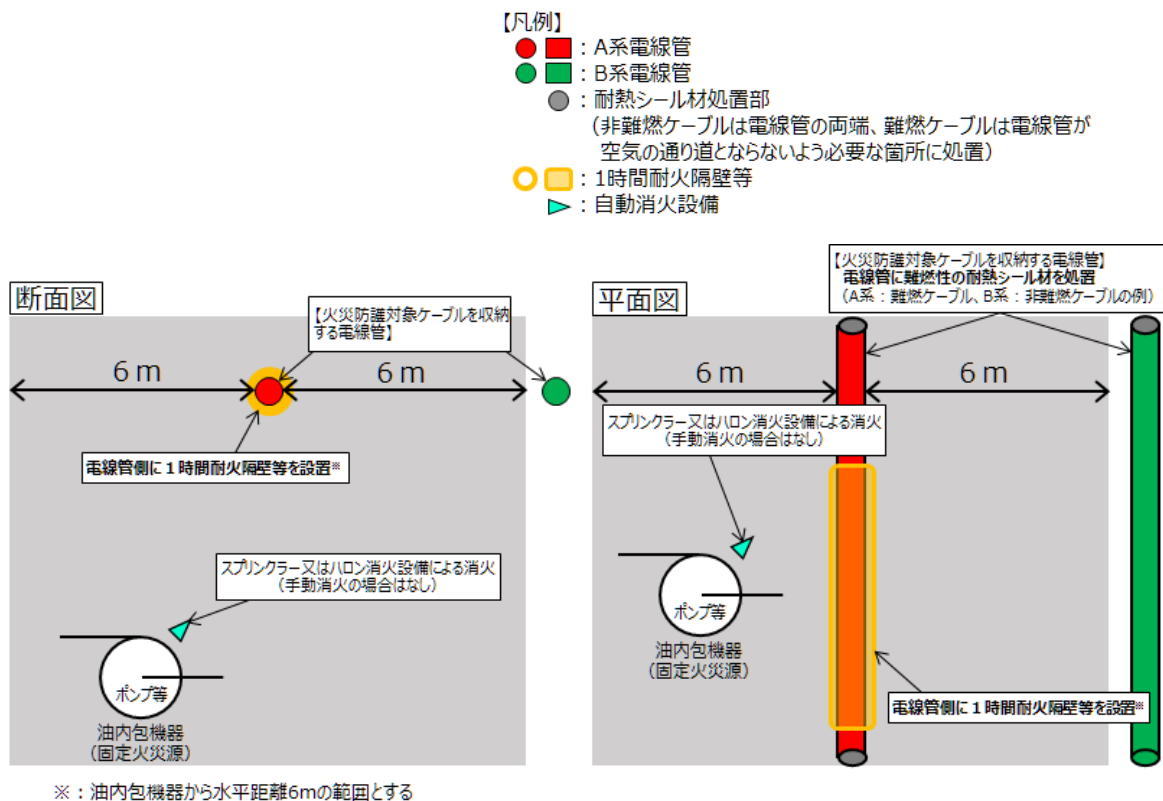 【凡例】
：A系電線管
：B系電線管
：耐熱シール材処置部
（非難燃ケーブルは電線管の両端、難燃ケーブルは電線管が
空気の通り道とならないよう必要な箇所に処置）
：1時間耐火隔壁等
：自動消火設備
断面図
【火災防護対象ケーブルを収納
する電線管】
6ｍ
6ｍ
電線管側に１時間耐火隔壁等を設置※
スプリンクラー又はハロン消火設備による消火
（手動消火の場合はなし）
ポンプ等
油内包機器
（固定火災源）
平面図
【火災防護対象ケーブルを収納する電線管】
電線管に難燃性の耐熱シール材を処置
（A系：難燃ケーブル、B系：非難燃ケーブルの例）
6ｍ
6ｍ
スプリンクラー又はハロン消火設備による消火
（手動消火の場合はなし）
ポンプ等
油内包機器
（固定火災源）
電線管側に１時間耐火隔壁等を設置※
※：油内包機器から水平距離6mの範囲とする